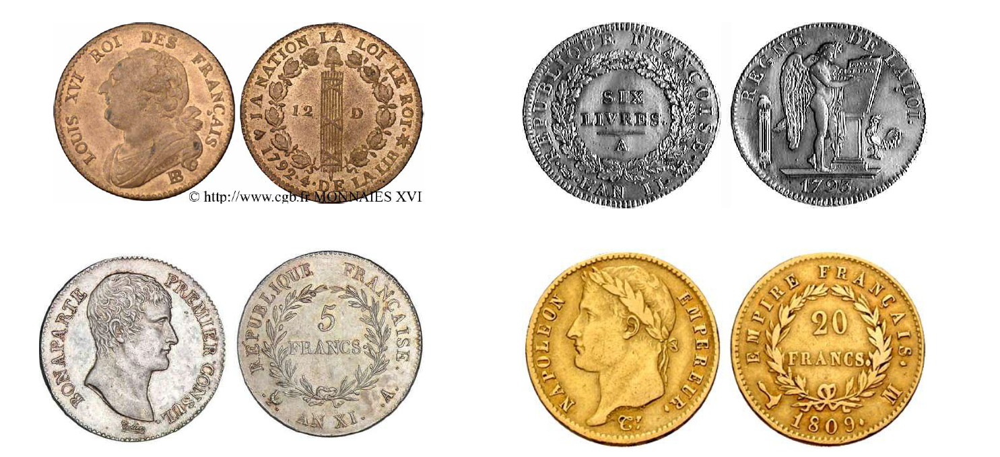 LOUIS XVI ROI DES FRANÇAIS
BB
LA NATION LA LOI LE ROI
12 D
1792.4.DE LA LIB
© http://www.cgb.fr MONNAIES XVI
REPUBLIQUE FRANÇOISE.
SIX
LIVRES.
A
L'AN II.
REGNE DE LA LOI.
1793.
BONAPARTE PREMIER CONSUL.
REPUBLIQUE FRANÇAISE.
5
FRANCS.
AN XI. A.
NAPOLEON EMPEREUR.
EMPIRE FRANÇAIS.
20
FRANCS.
M
1809.